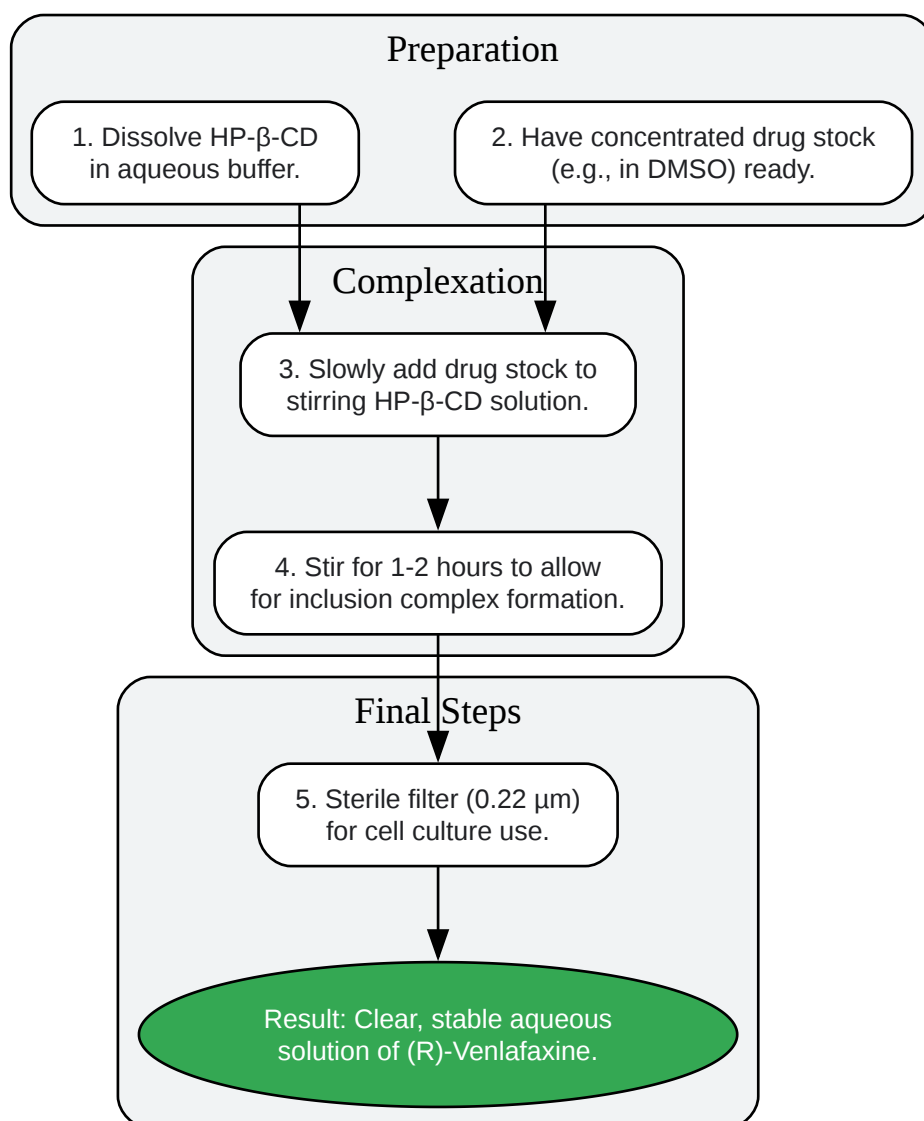 Preparation
1. Dissolve HP-β-CD
in aqueous buffer.
2. Have concentrated drug stock
(e.g., in DMSO) ready.
Complexation
3. Slowly add drug stock to
stirring HP-β-CD solution.
4. Stir for 1-2 hours to allow
for inclusion complex formation.
Final Steps
5. Sterile filter (0.22 µm)
for cell culture use.
Result: Clear, stable aqueous
solution of (R)-Venlafaxine.